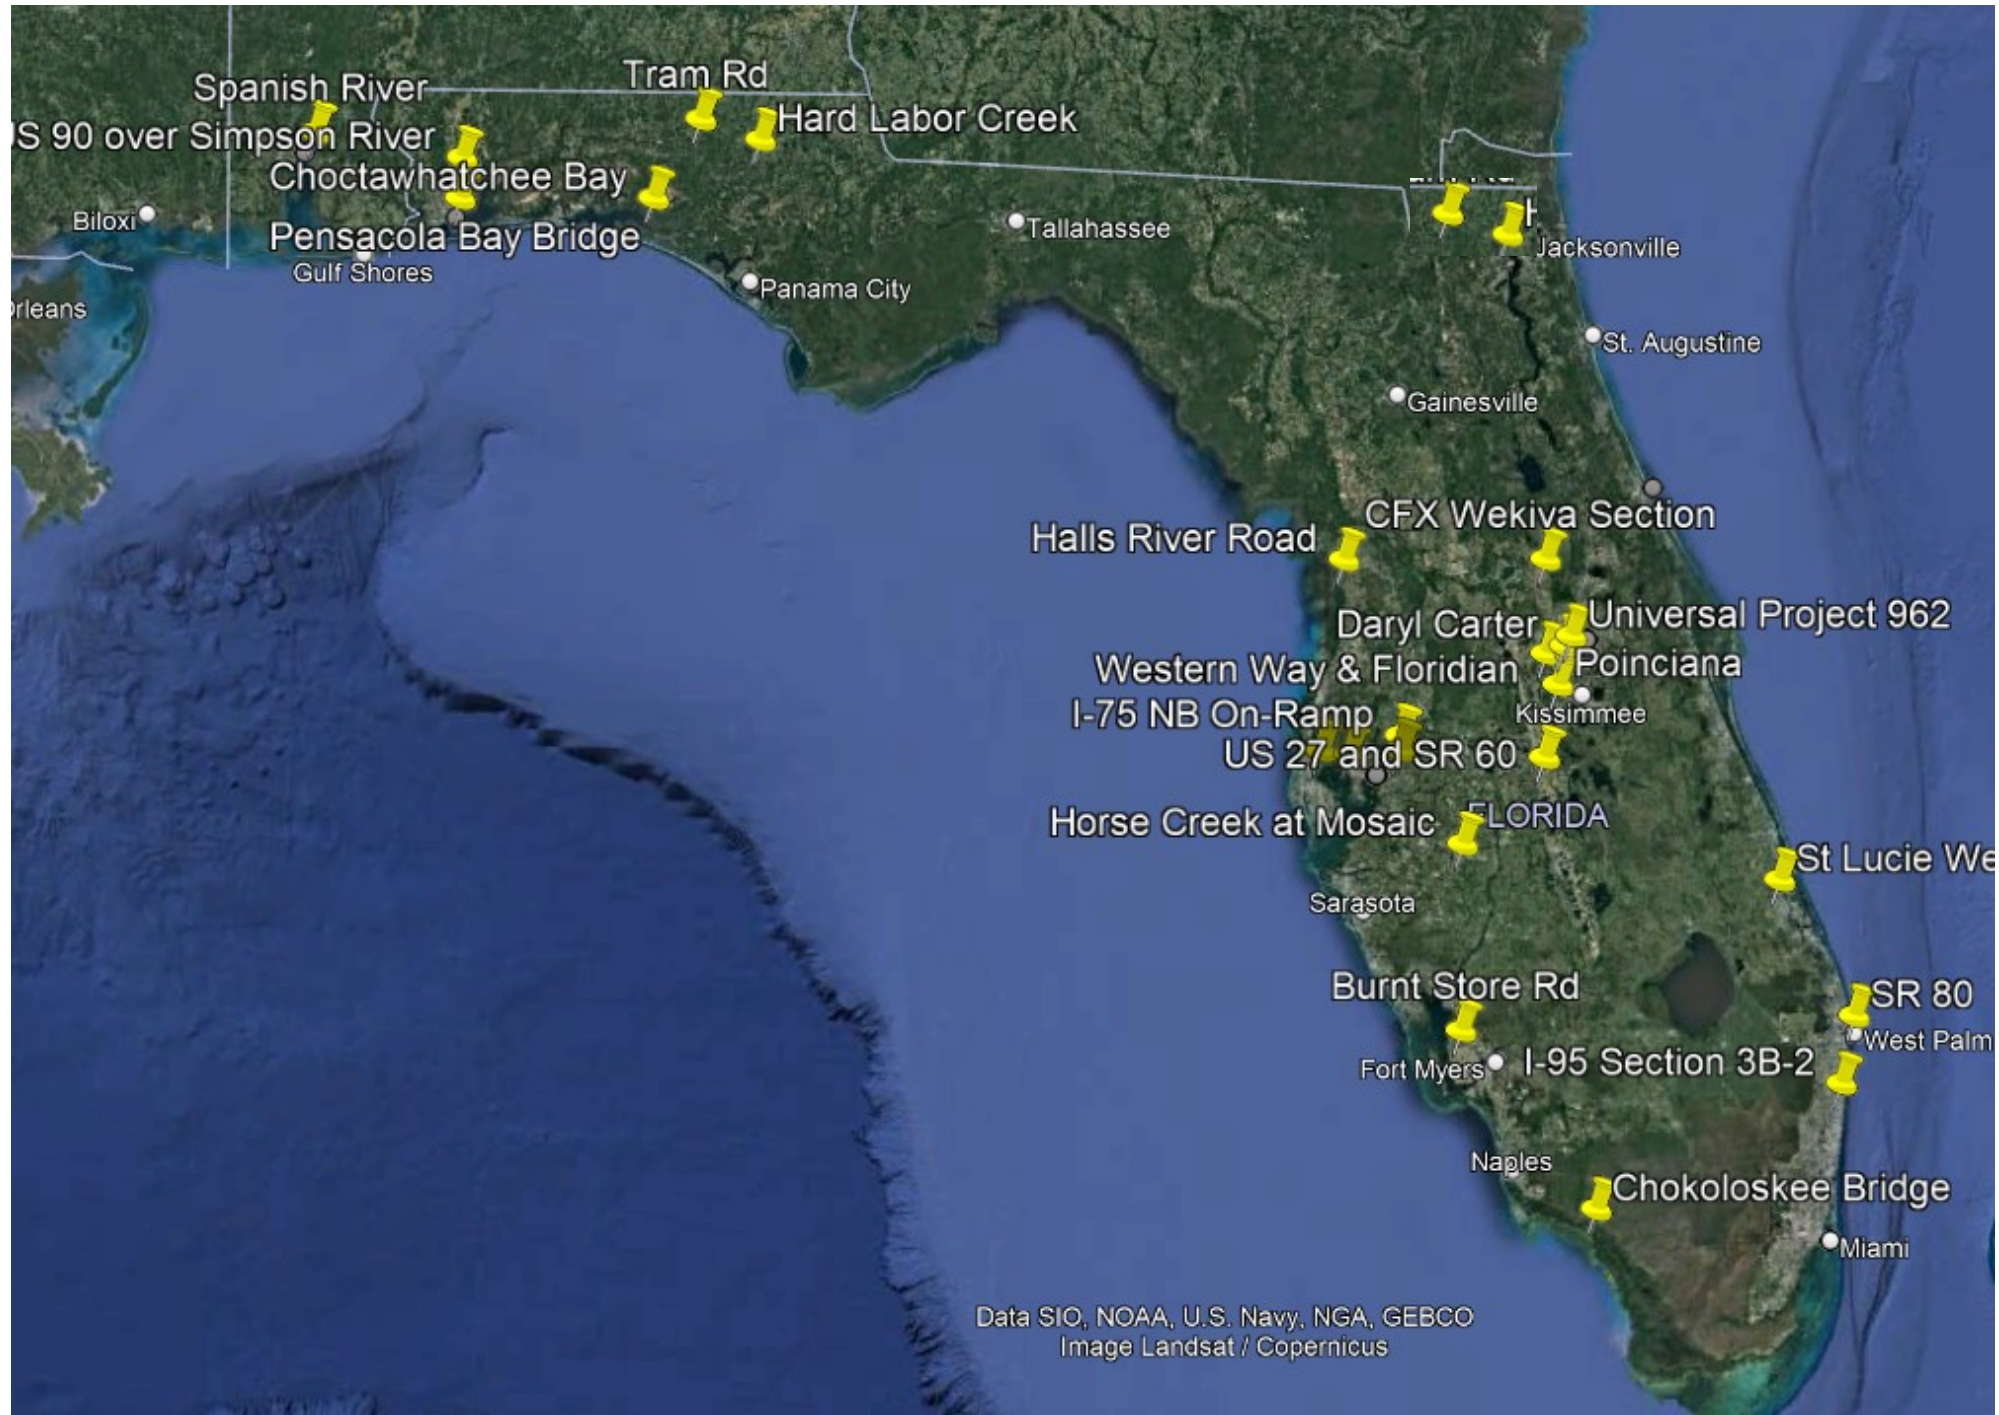 Spanish River
Tram Rd
Hard Labor Creek
US 90 over Simpson River
Choctawhatchee Bay
Biloxi
Pensacola Bay Bridge
Gulf Shores
Tallahassee
Jacksonville
Panama City
St. Augustine
Gainesville
CFX Wekiva Section
Halls River Road
Daryl Carter
Universal Project 962
Western Way & Floridian
Poinciana
I-75 NB On-Ramp
Kissimmee
US 27 and SR 60
FLORIDA
Horse Creek at Mosaic
St Lucie
Sarasota
Burnt Store Rd
SR 80
West Palm
Fort Myers
I-95 Section 3B-2
Naples
Chokoloskee Bridge
Miami
Data SIO, NOAA, U.S. Navy, NGA, GEBCO
Image Landsat / Copernicus